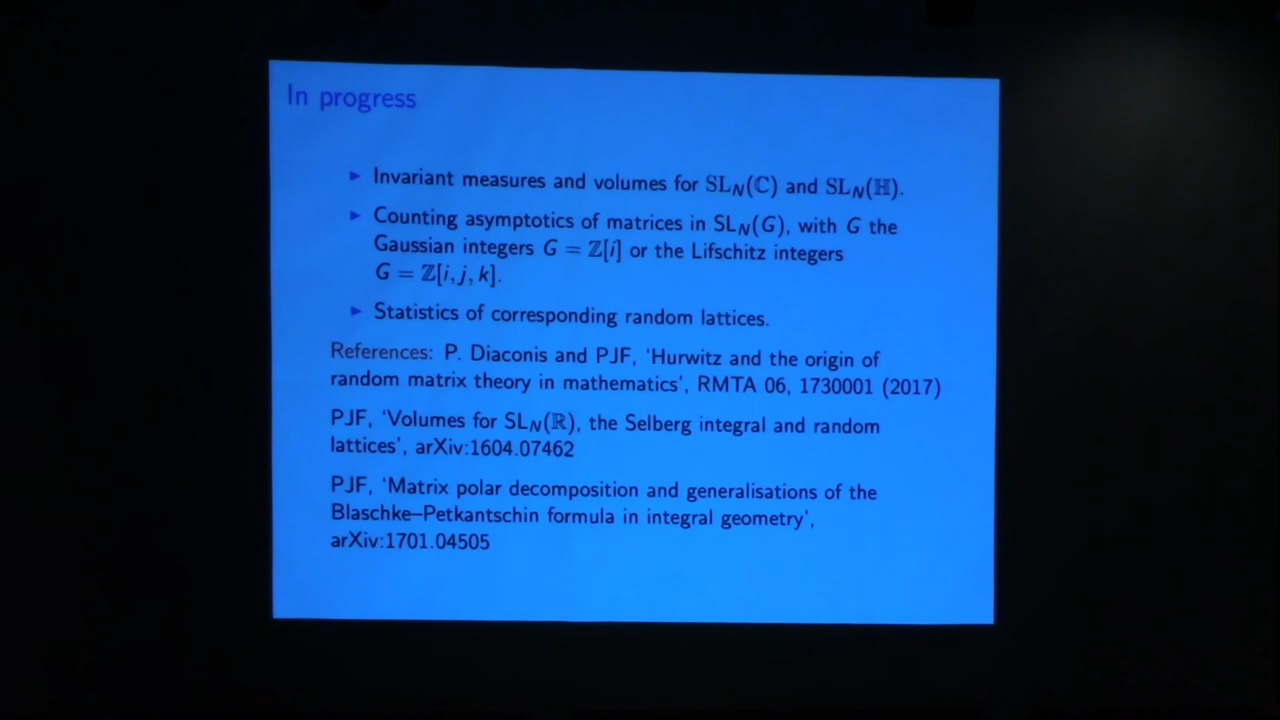 In progress
► Invariant measures and volumes for SL_N(ℂ) and SL_N(ℍ).
► Counting asymptotics of matrices in SL_N(G), with G the
Gaussian integers G = ℤ[i] or the Lifschitz integers
G = ℤ[i, j, k].
► Statistics of corresponding random lattices.
References: P. Diaconis and PJF, ‘Hurwitz and the origin of
random matrix theory in mathematics’, RMTA 06, 1730001 (2017)
PJF, ‘Volumes for SL_N(ℝ), the Selberg integral and random
lattices’, arXiv:1604.07462
PJF, ‘Matrix polar decomposition and generalisations of the
Blaschke–Petkantschin formula in integral geometry’,
arXiv:1701.04505